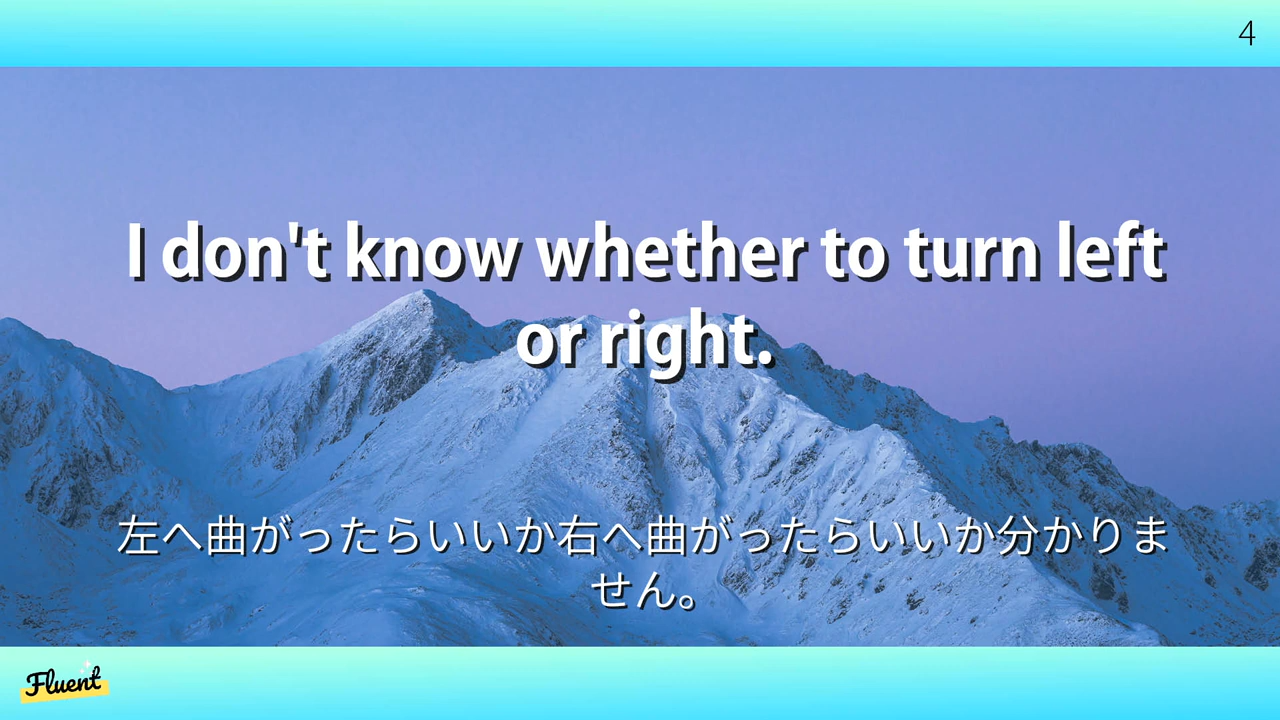 4
I don't know whether to turn left
or right.
左へ曲がったらいいか右へ曲がったらいいか分かりま
せん。
Fluent